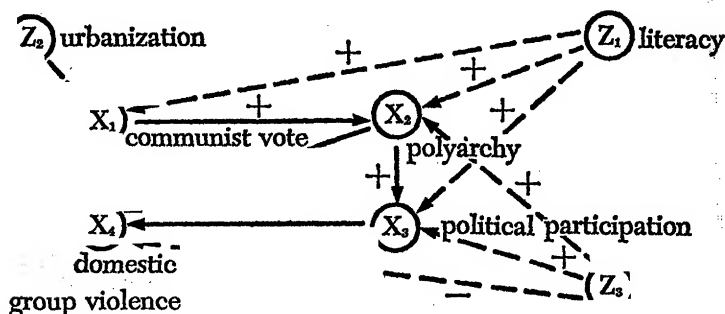 Z₂ urbanization
Z₁ literacy
+
+
+
X₁
+
X₂
communist vote
polyarchy
+
+
X₄
−
X₃
political participation
domestic
+
Z₃
group violence
−